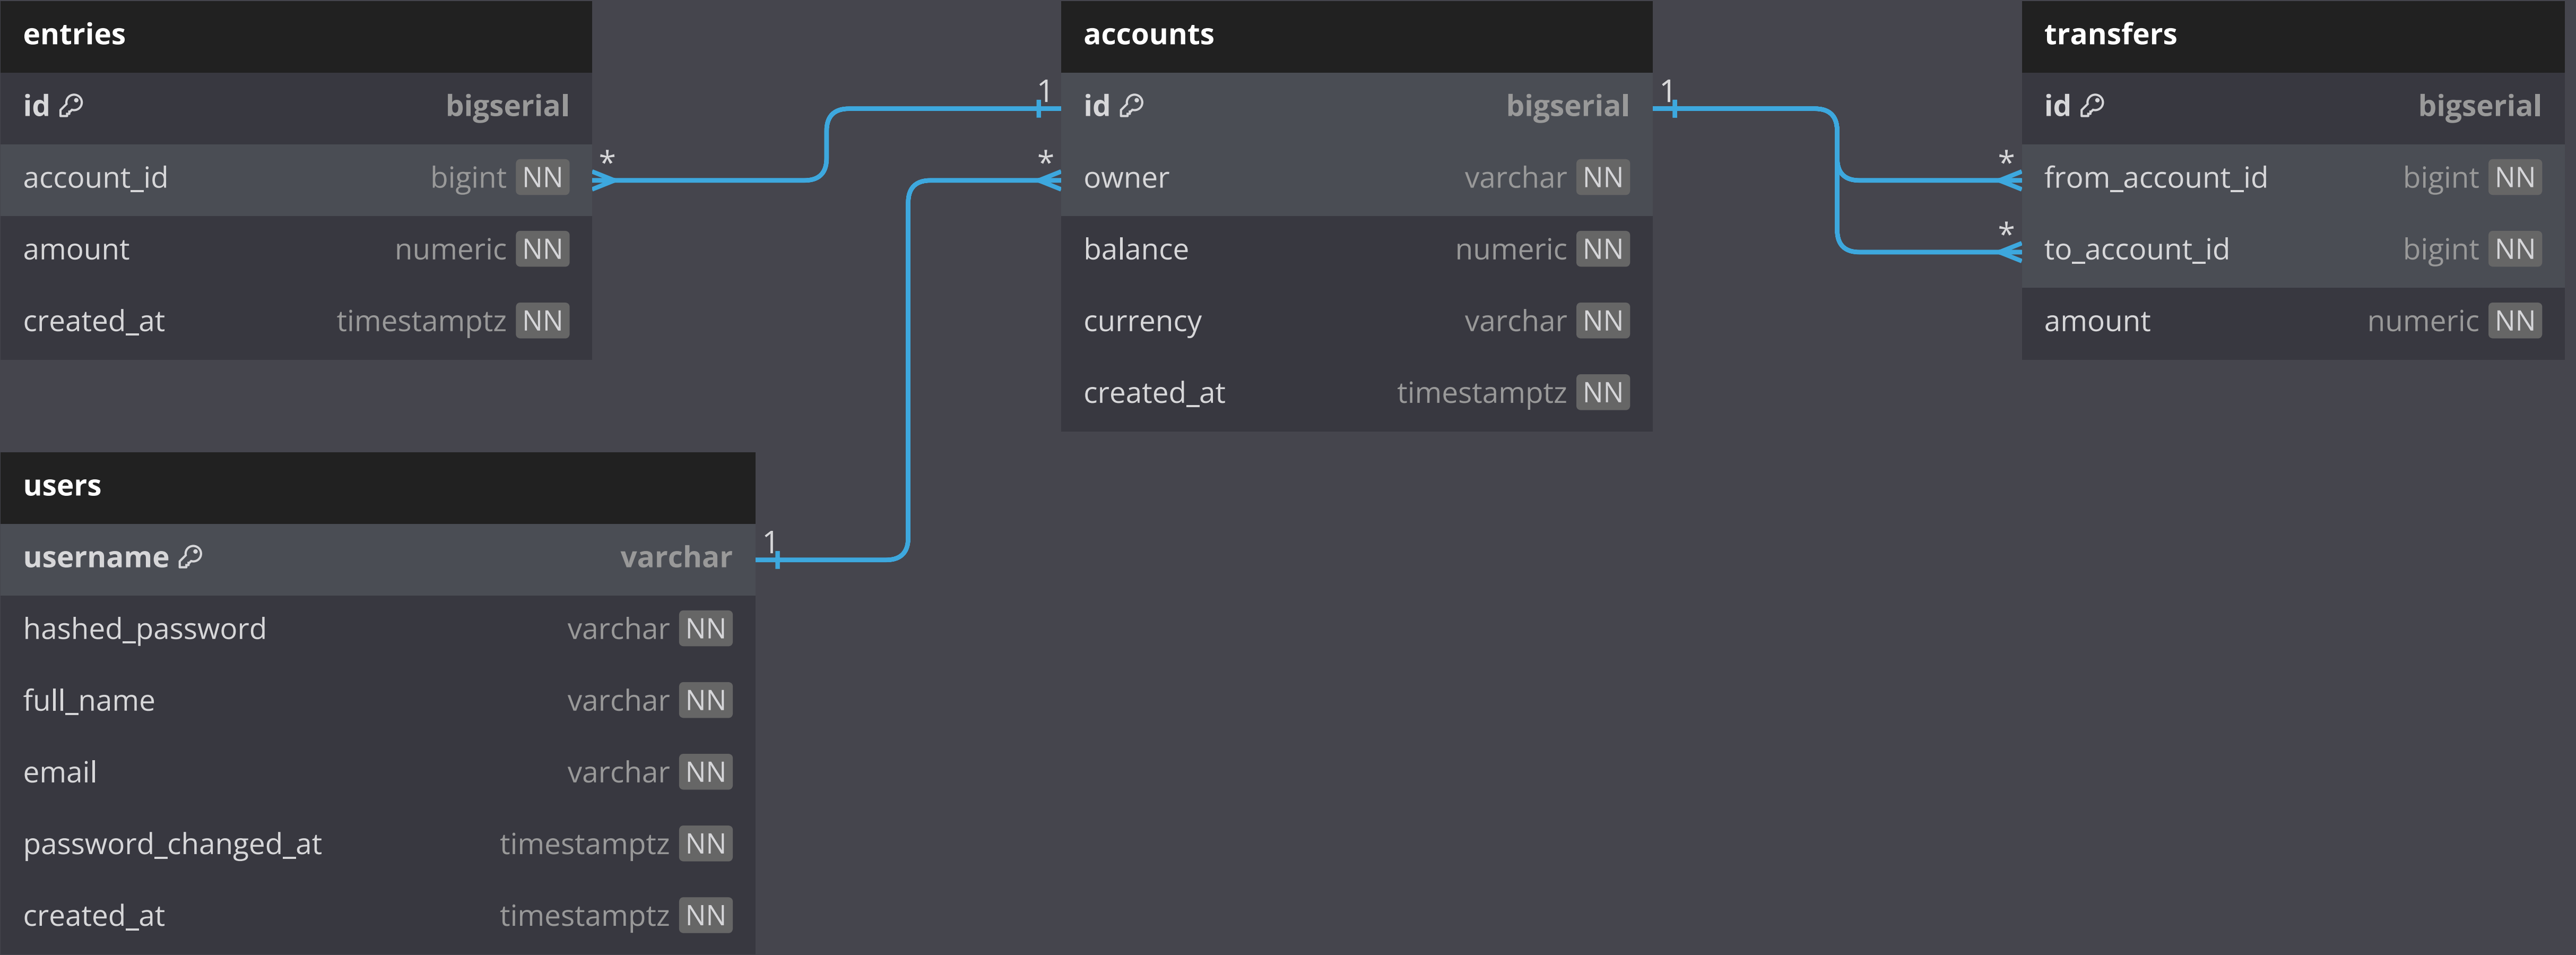 entries
id bigserial
account_id bigint NN
amount numeric NN
created_at timestamptz NN
*
1
*
accounts
id bigserial
owner varchar NN
balance numeric NN
currency varchar NN
created_at timestamptz NN
1
*
*
transfers
id bigserial
from_account_id bigint NN
to_account_id bigint NN
amount numeric NN
users
username varchar
hashed_password varchar NN
full_name varchar NN
email varchar NN
password_changed_at timestamptz NN
created_at timestamptz NN
1